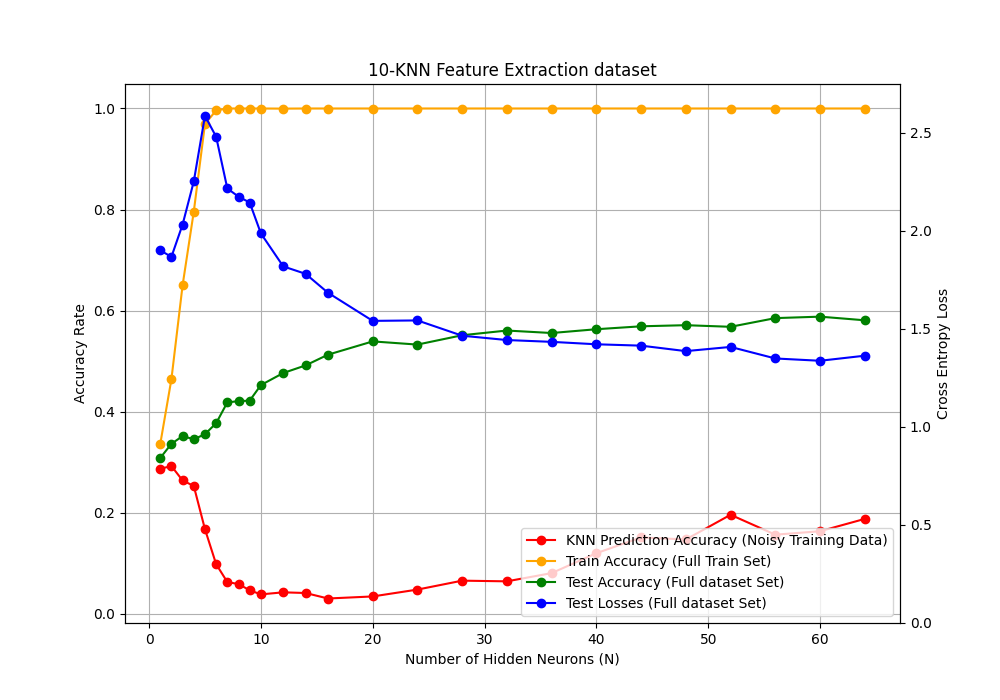 10-KNN Feature Extraction dataset
Accuracy Rate
1.0
0.8
0.6
0.4
0.2
0.0
2.5
2.0
1.5
1.0
0.5
0.0
Cross Entropy Loss
KNN Prediction Accuracy (Noisy Training Data)
Train Accuracy (Full Train Set)
Test Accuracy (Full dataset Set)
Test Losses (Full dataset Set)
0 10 20 30 40 50 60
Number of Hidden Neurons (N)